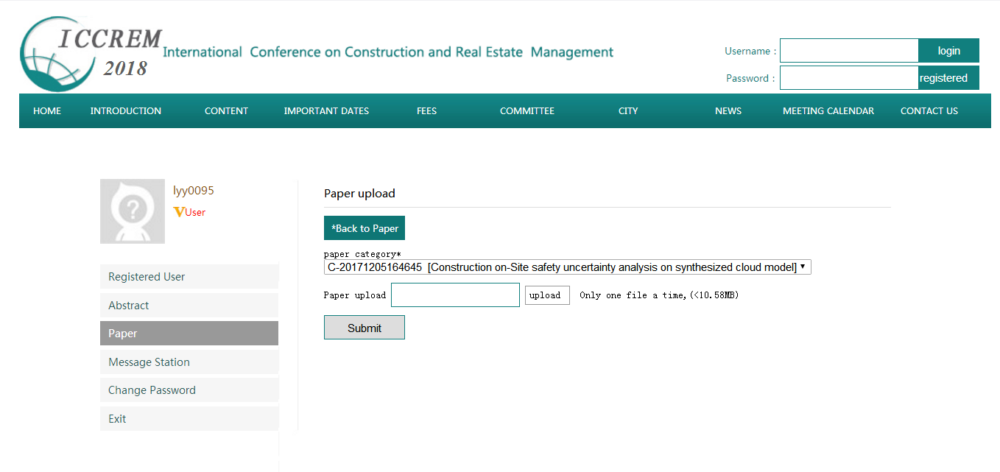 ICCREM
2018
International Conference on Construction and Real Estate Management
Username :
login
Password :
registered
HOME INTRODUCTION CONTENT IMPORTANT DATES FEES COMMITTEE CITY NEWS MEETING CALENDAR CONTACT US
lyy0095
VUser
Registered User
Abstract
Paper
Message Station
Change Password
Exit
Paper upload
*Back to Paper
paper category*
C-20171205164645 [Construction on-Site safety uncertainty analysis on synthesized cloud model]
Paper upload upload Only one file a time,(<10.58MB)
Submit